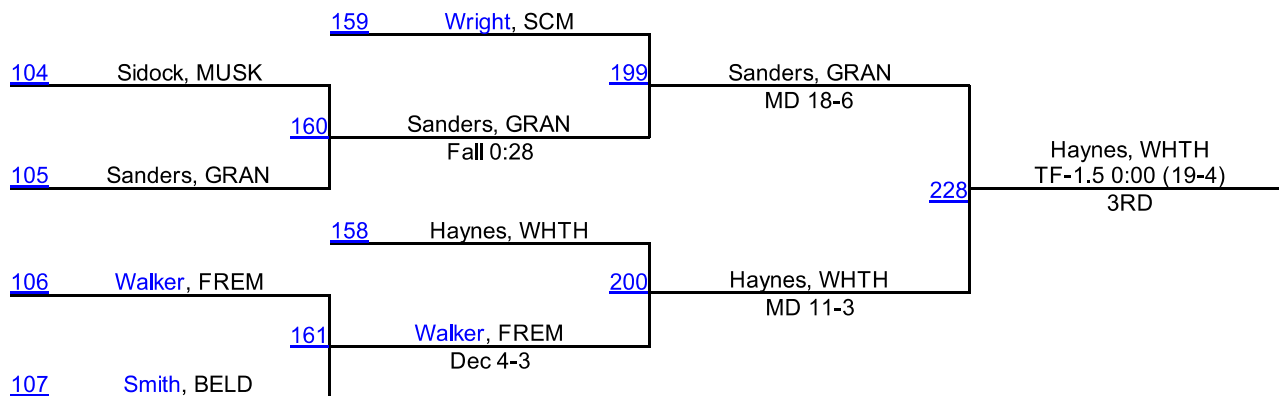 159 Wright, SCM
104 Sidock, MUSK
199 Sanders, GRAN
MD 18-6
160 Sanders, GRAN
Fall 0:28
Haynes, WHTH
TF-1.5 0:00 (19-4)
105 Sanders, GRAN
228
3RD
158 Haynes, WHTH
106 Walker, FREM
200 Haynes, WHTH
MD 11-3
161 Walker, FREM
Dec 4-3
107 Smith, BELD